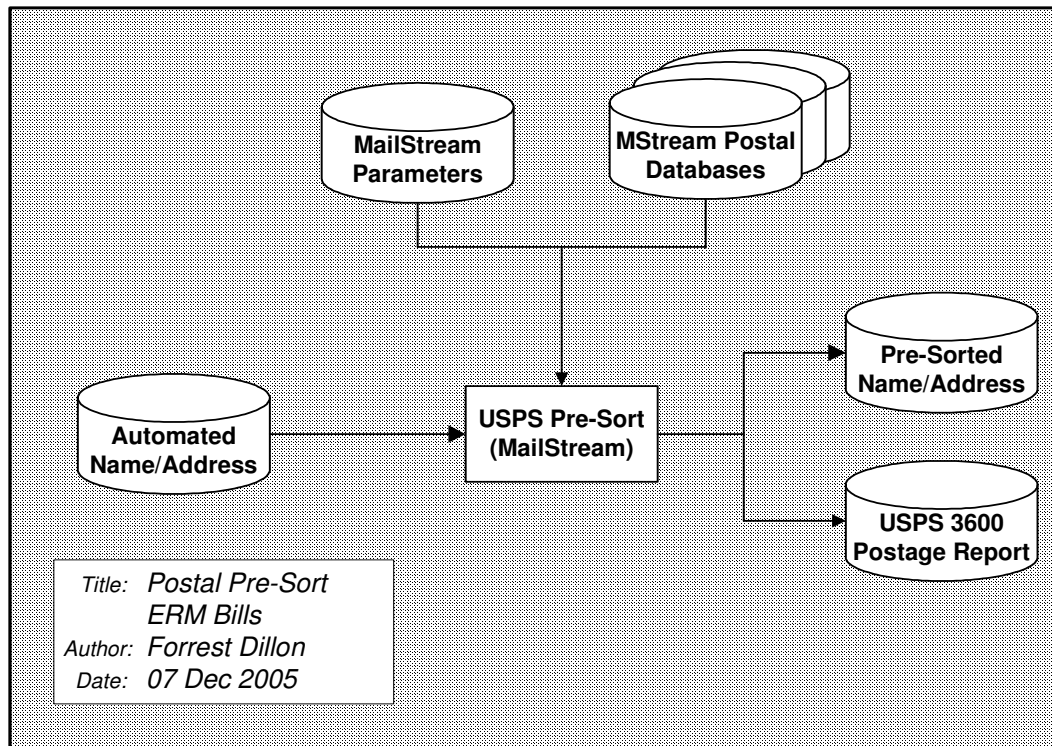 MailStream
Parameters
MStream Postal
Databases
Pre-Sorted
Name/Address
Automated
Name/Address
USPS Pre-Sort
(MailStream)
USPS 3600
Postage Report
Title: Postal Pre-Sort
ERM Bills
Author: Forrest Dillon
Date: 07 Dec 2005